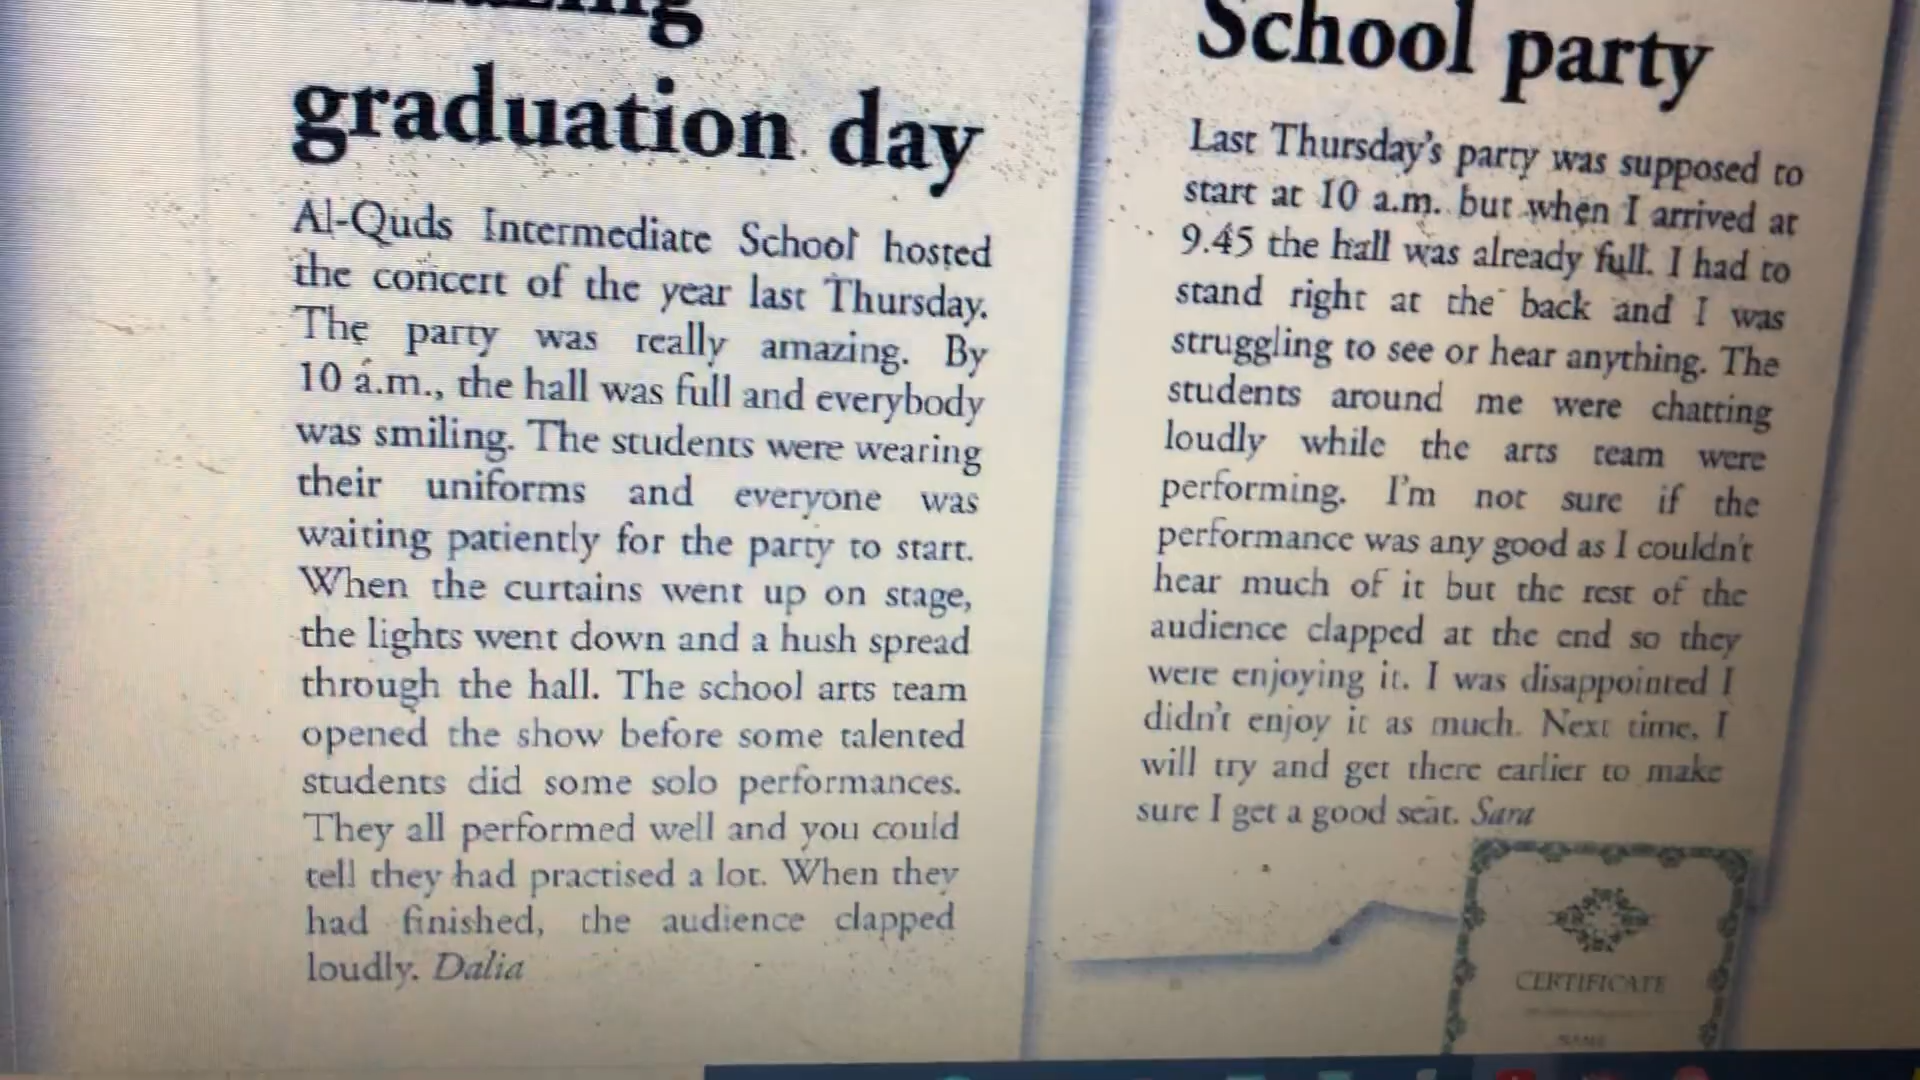 graduation day
Al-Quds Intermediate School hosted
the concert of the year last Thursday.
The party was really amazing. By
10 a.m., the hall was full and everybody
was smiling. The students were wearing
their uniforms and everyone was
waiting patiently for the party to start.
When the curtains went up on stage,
the lights went down and a hush spread
through the hall. The school arts team
opened the show before some talented
students did some solo performances.
They all performed well and you could
tell they had practised a lot. When they
had finished, the audience clapped
loudly. Dalia
School party
Last Thursday's party was supposed to
start at 10 a.m. but when I arrived at
9.45 the hall was already full. I had to
stand right at the back and I was
struggling to see or hear anything. The
students around me were chatting
loudly while the arts team were
performing. I'm not sure if the
performance was any good as I couldn't
hear much of it but the rest of the
audience clapped at the end so they
were enjoying it. I was disappointed I
didn't enjoy it as much. Next time, I
will try and get there earlier to make
sure I get a good seat. Sara
CERTIFICATE
NAME